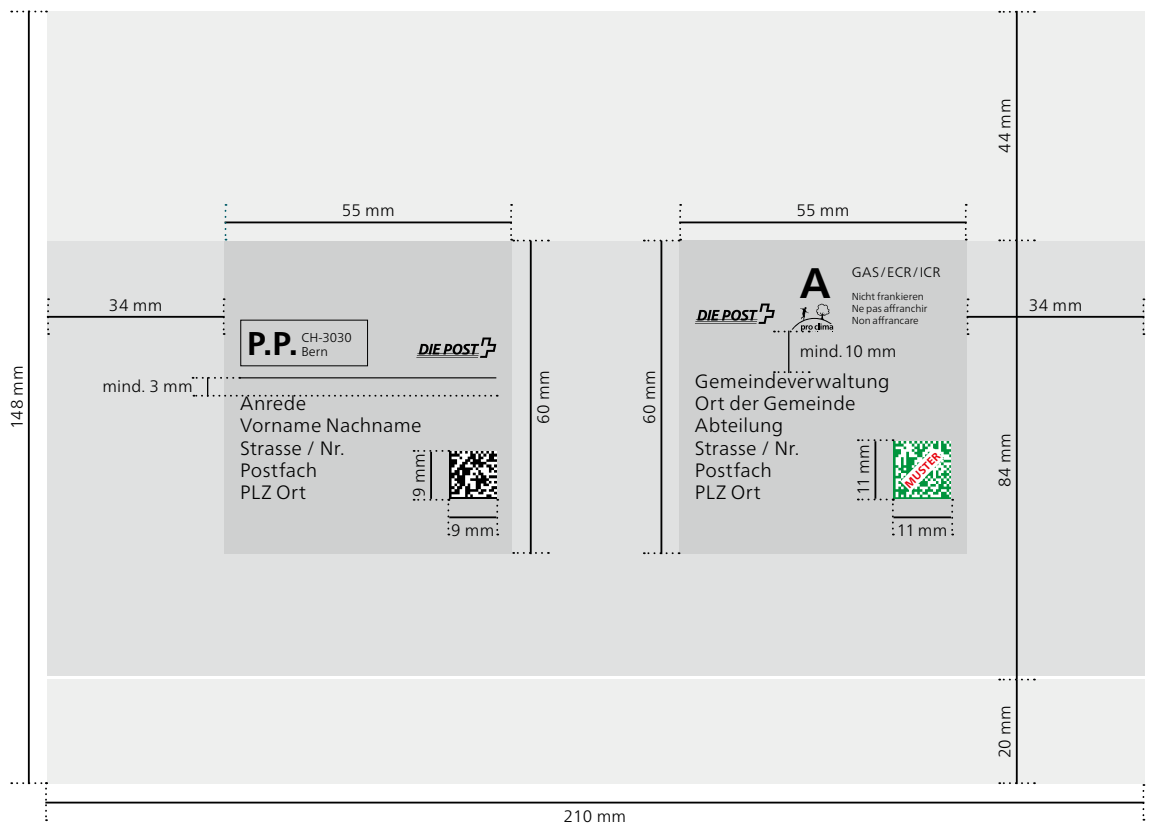 148 mm
44 mm
55 mm
55 mm
34 mm
P.P. CH-3030
Bern
DIE POST
mind. 3 mm
Anrede
Vorname Nachname
Strasse / Nr.
Postfach
PLZ Ort
9 mm
9 mm
60 mm
60 mm
DIE POST
A
pro clima
GAS/ECR/ICR
Nicht frankieren
Ne pas affranchir
Non affrancare
mind. 10 mm
Gemeindeverwaltung
Ort der Gemeinde
Abteilung
Strasse / Nr.
Postfach
PLZ Ort
11 mm
MUSTER
11 mm
34 mm
84 mm
20 mm
210 mm